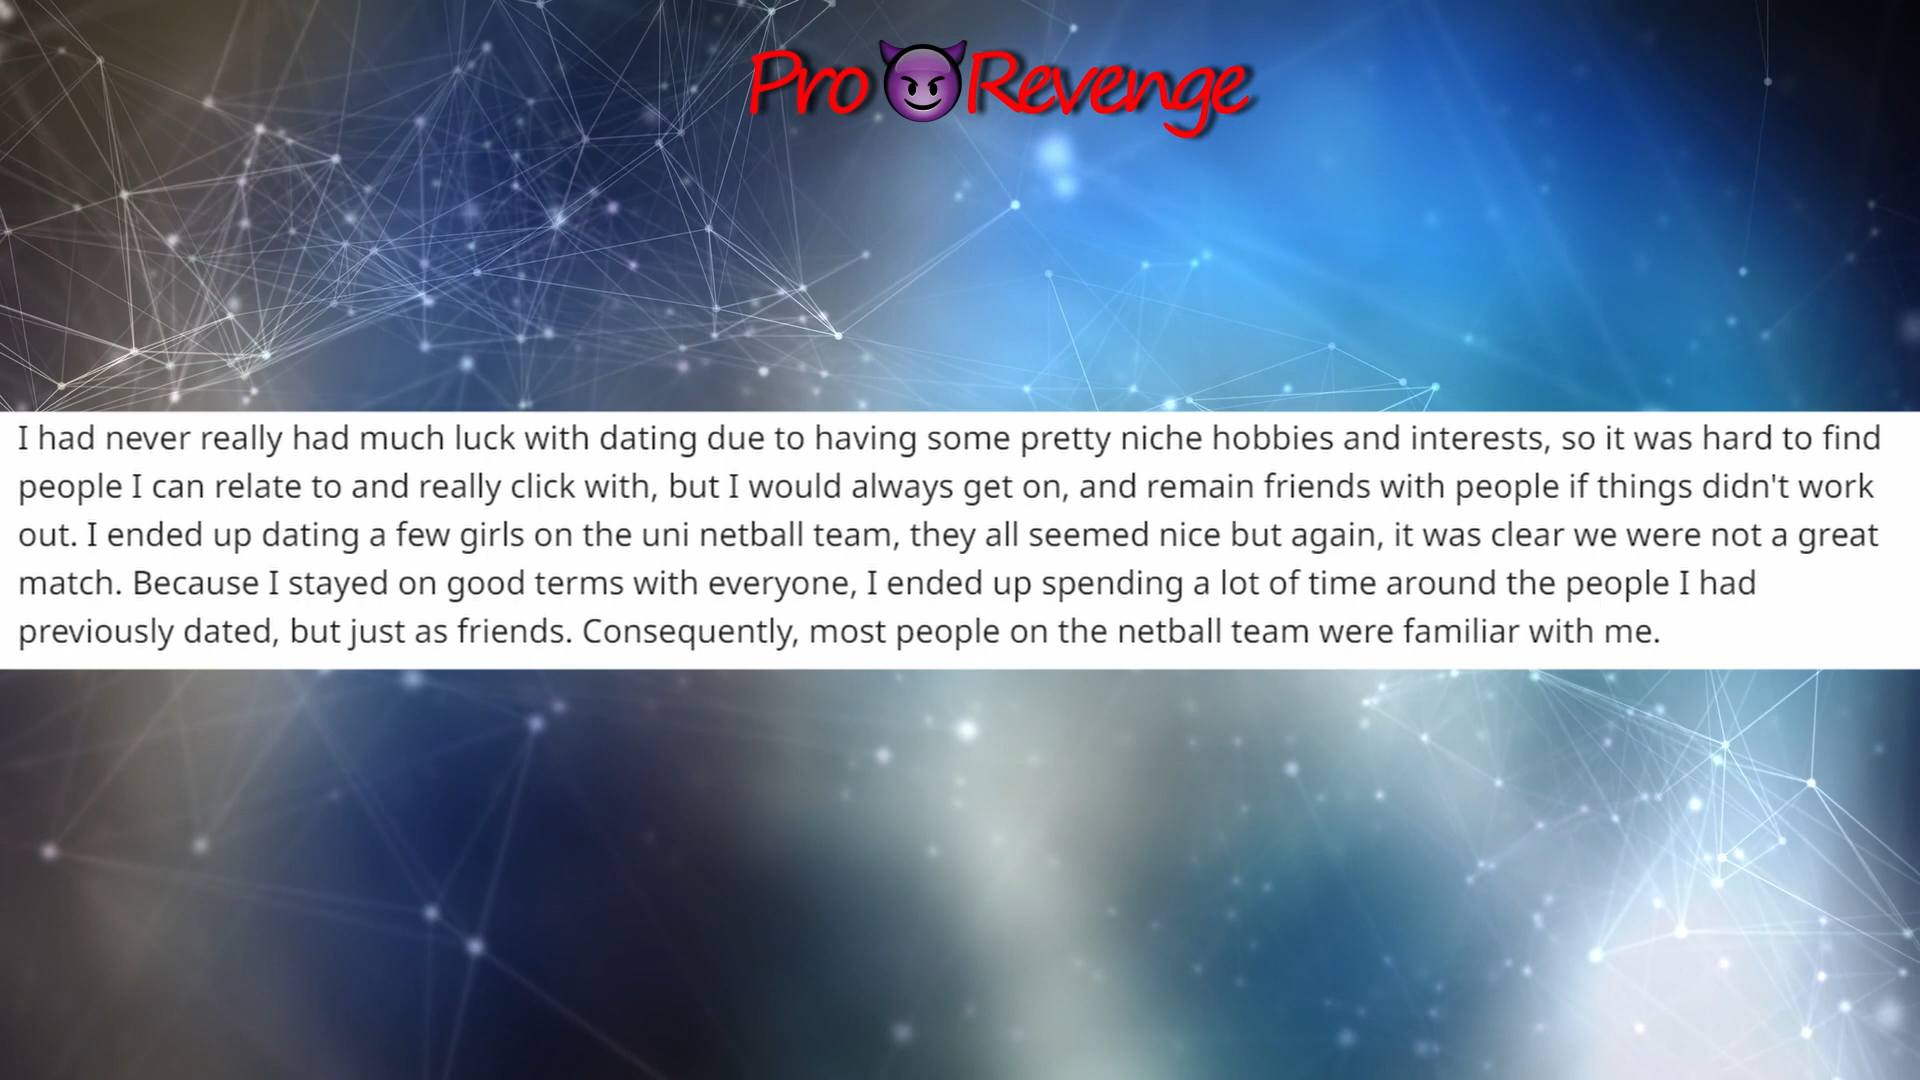 Pro 😈 Revenge
I had never really had much luck with dating due to having some pretty niche hobbies and interests, so it was hard to find
people I can relate to and really click with, but I would always get on, and remain friends with people if things didn't work
out. I ended up dating a few girls on the uni netball team, they all seemed nice but again, it was clear we were not a great
match. Because I stayed on good terms with everyone, I ended up spending a lot of time around the people I had
previously dated, but just as friends. Consequently, most people on the netball team were familiar with me.